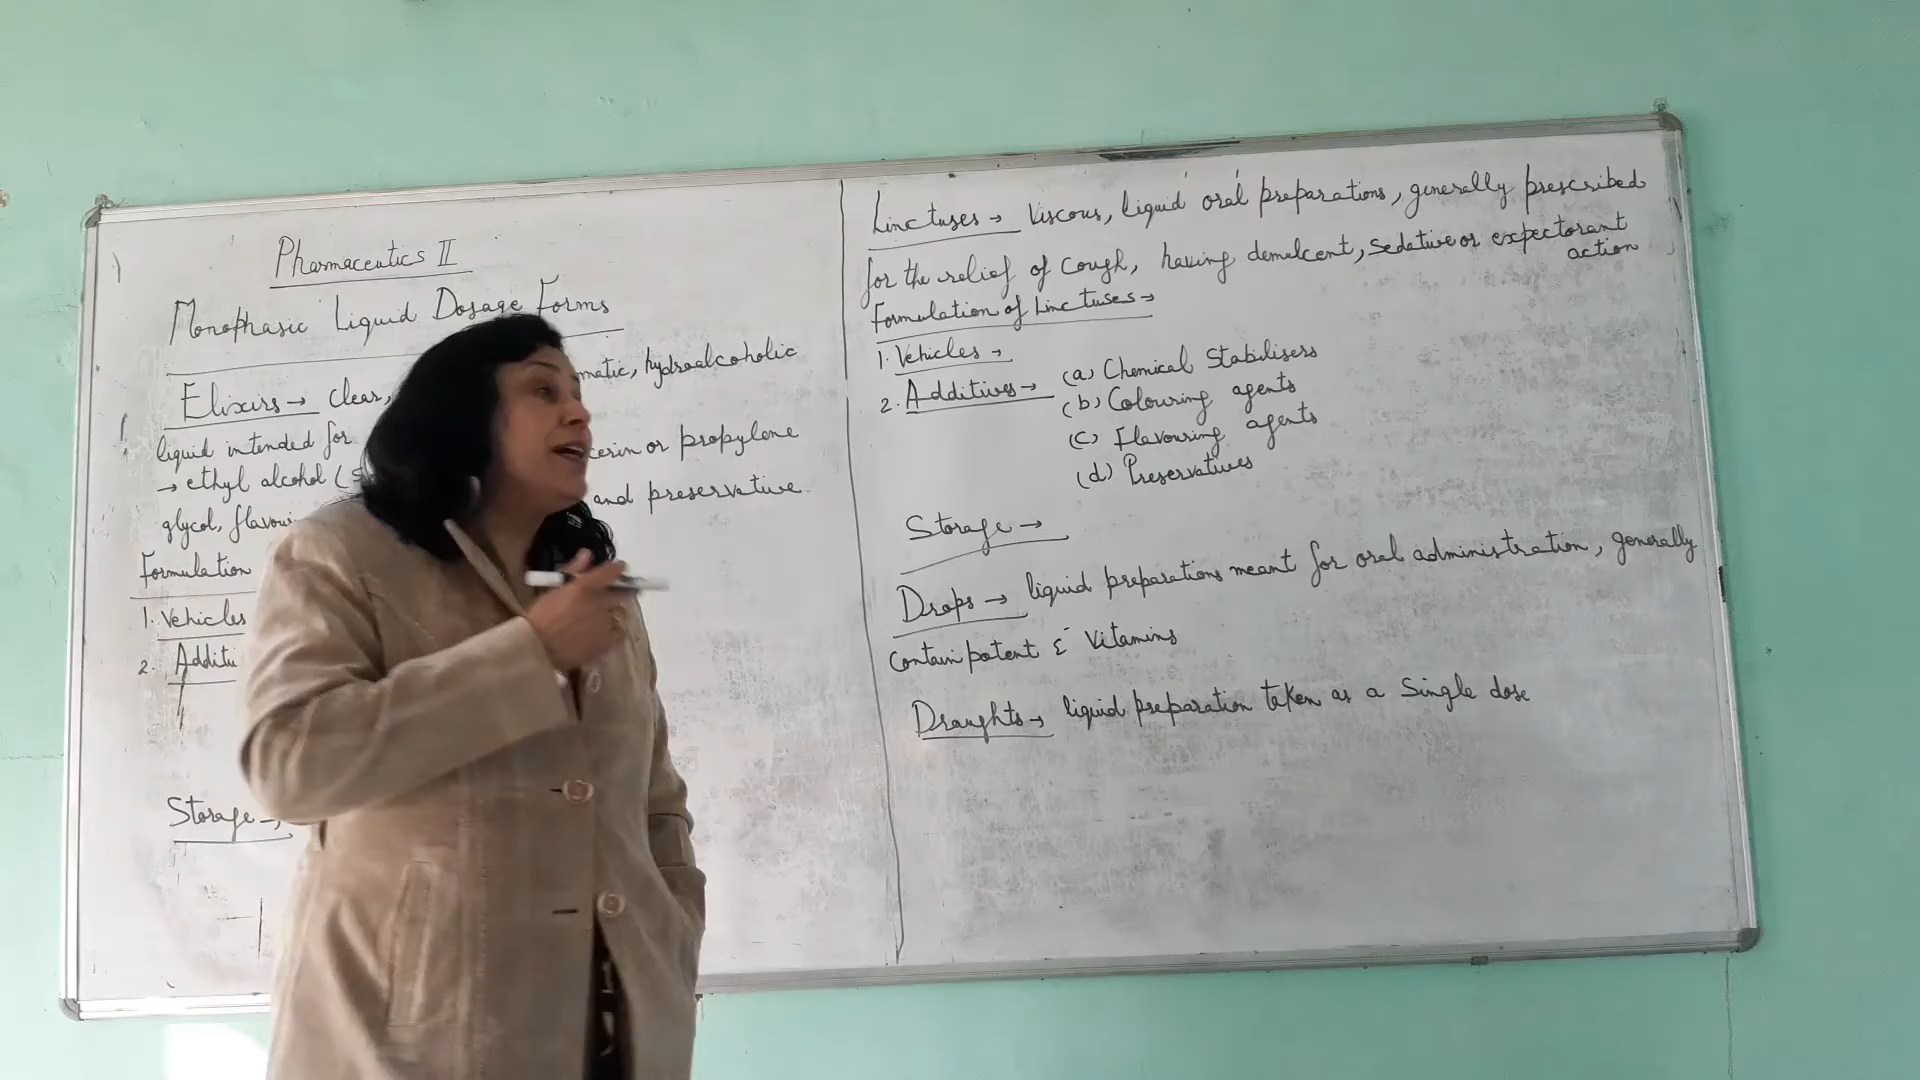 Pharmaceutics II
Monophasic Liquid Dosage Forms
Elixirs → clear, matic, hydroalcoholic
liquid intended for
→ ethyl alcohol ( cerin or propylene
glycol, flavouri and preservative.
Formulation
1. Vehicles
2. Additi
Storage →
Linctuses → Viscous, liquid oral preparations, generally prescribed
for the relief of cough, having demulcent, sedative or expectorant
action
Formulation of Linctuses →
1. Vehicles →
2. Additives → (a) Chemical Stabilisers
(b) Colouring agents
(c) Flavouring agents
(d) Preservatives
Storage →
Drops → liquid preparations meant for oral administration, generally
contain potent & Vitamins
Draughts → liquid preparation taken as a Single dose